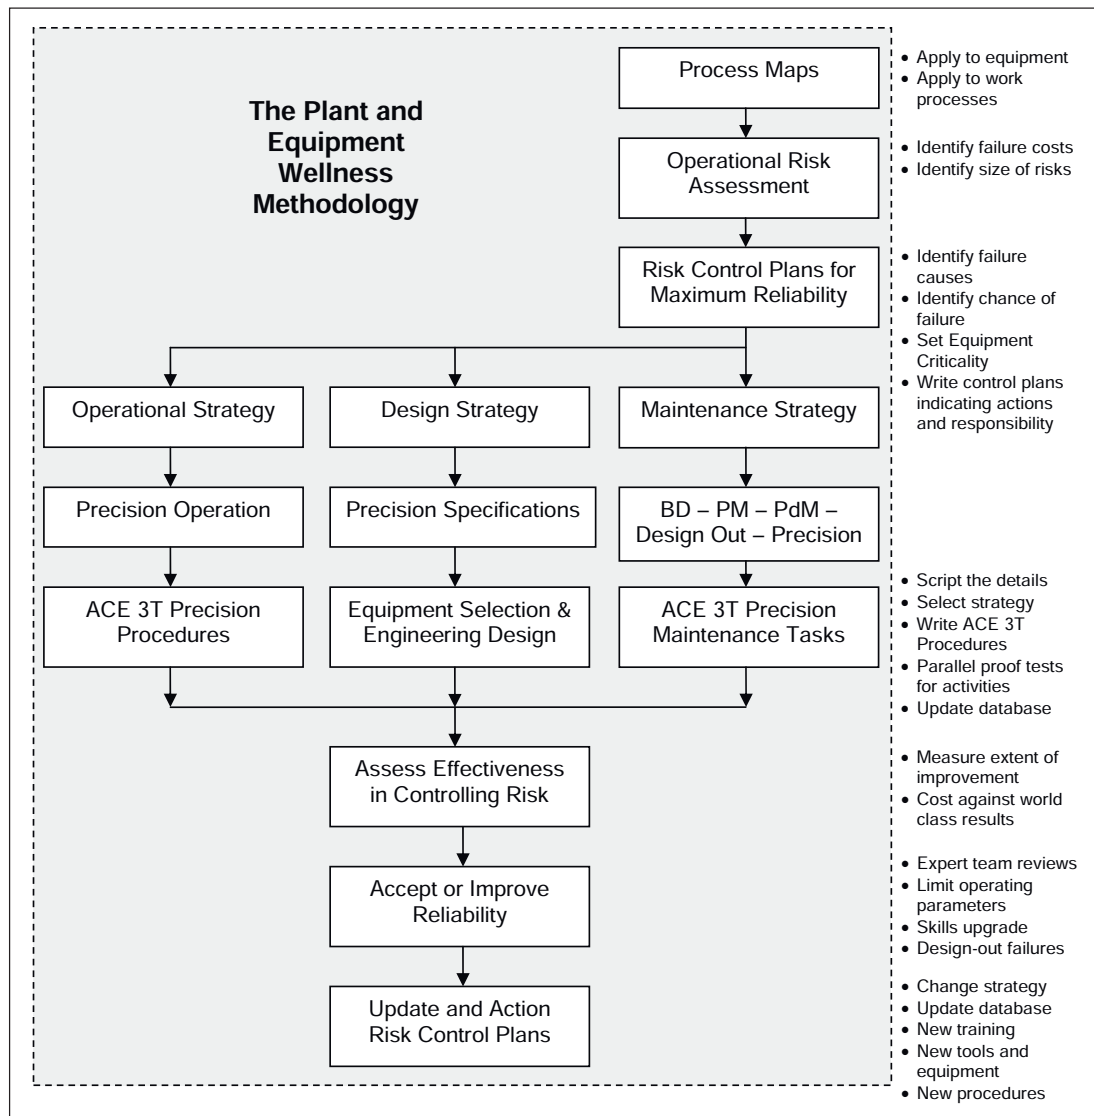 The Plant and
Equipment
Wellness
Methodology
Process Maps
• Apply to equipment
• Apply to work
processes
Operational Risk
Assessment
• Identify failure costs
• Identify size of risks
Risk Control Plans for
Maximum Reliability
• Identify failure
causes
• Identify chance of
failure
• Set Equipment
Criticality
• Write control plans
indicating actions
and responsibility
Operational Strategy
Design Strategy
Maintenance Strategy
Precision Operation
Precision Specifications
BD – PM – PdM –
Design Out – Precision
ACE 3T Precision
Procedures
Equipment Selection &
Engineering Design
ACE 3T Precision
Maintenance Tasks
• Script the details
• Select strategy
• Write ACE 3T
Procedures
• Parallel proof tests
for activities
• Update database
Assess Effectiveness
in Controlling Risk
• Measure extent of
improvement
• Cost against world
class results
Accept or Improve
Reliability
• Expert team reviews
• Limit operating
parameters
• Skills upgrade
• Design-out failures
Update and Action
Risk Control Plans
• Change strategy
• Update database
• New training
• New tools and
equipment
• New procedures